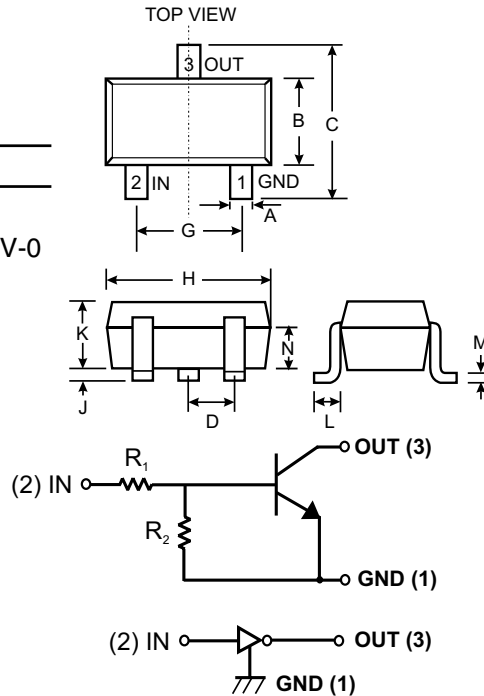 TOP VIEW
3 OUT
B
C
2 IN
1 GND
A
G
V-0
H
K
N
M
J
D
L
R1
OUT (3)
(2) IN
R2
GND (1)
(2) IN
OUT (3)
GND (1)